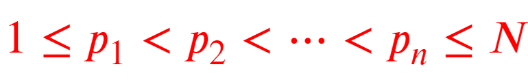 1 ≤ p₁ < p₂ < ⋯ < pₙ ≤ N